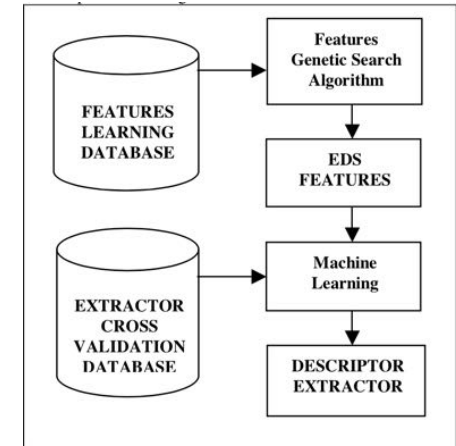 Features
Genetic Search
Algorithm
FEATURES
LEARNING
DATABASE
EDS
FEATURES
Machine
Learning
EXTRACTOR
CROSS
VALIDATION
DATABASE
DESCRIPTOR
EXTRACTOR